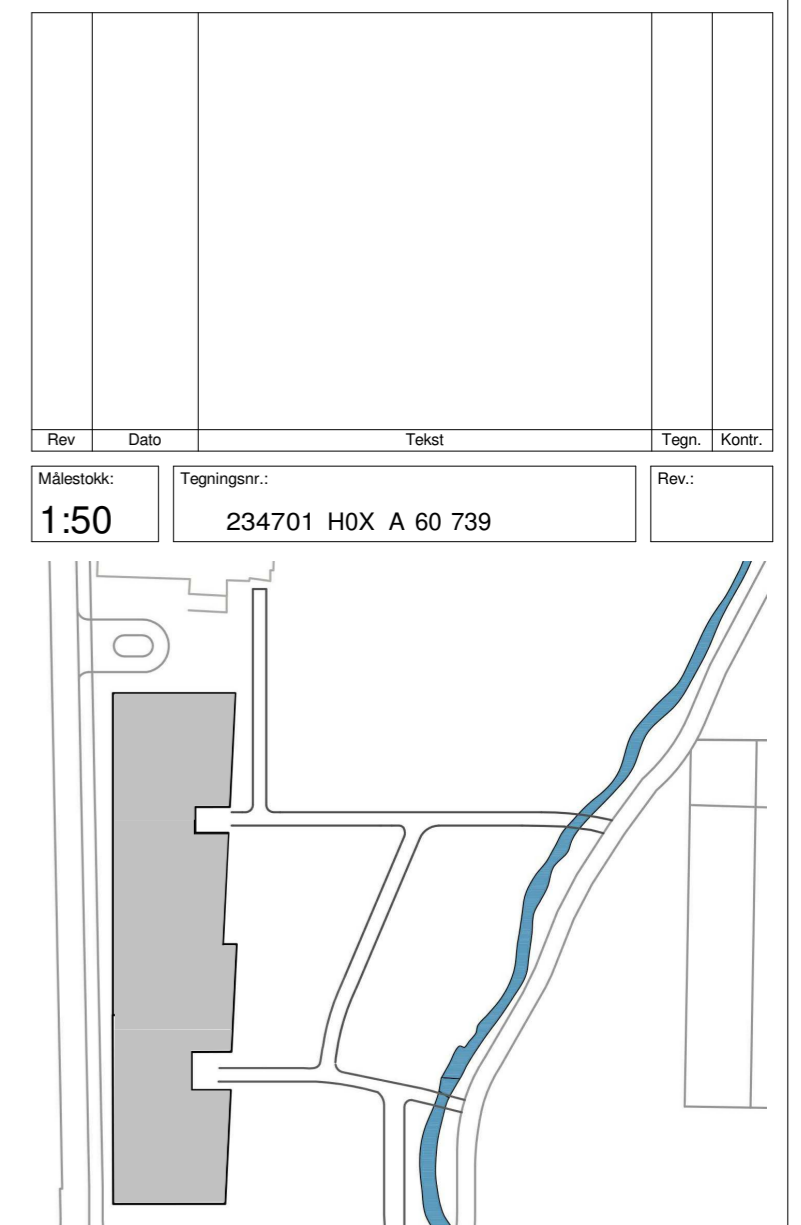 Rev Dato Tekst Tegn. Kontr.
Målestokk: Tegningsnr.: Rev.:
1:50 234701 H0X A 60 739